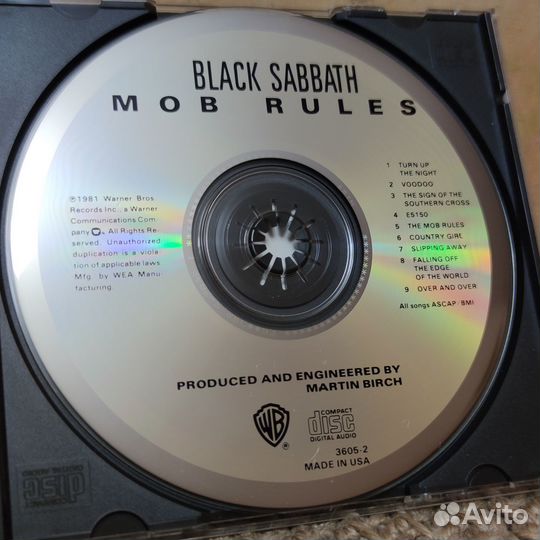 BLACK SABBATH
MOB RULES
℗1981 Warner Bros.
Records Inc., a Warner
Communications Com-
pany. All Rights Re-
served. Unauthorized
duplication is a viola-
tion of applicable laws
Mfg. by WEA Manu-
facturing.
1 TURN UP
THE NIGHT
2 VOODOO
3 THE SIGN OF THE
SOUTHERN CROSS
4 E5150
5 THE MOB RULES
6 COUNTRY GIRL
7 SLIPPING AWAY
8 FALLING OFF
THE EDGE
OF THE WORLD
9 OVER AND OVER
All songs ASCAP/BMI
PRODUCED AND ENGINEERED BY
MARTIN BIRCH
WB
®
COMPACT
disc
DIGITAL AUDIO
3605-2
MADE IN USA
COMPACT
disc
DIGITAL AUDIO
Avito